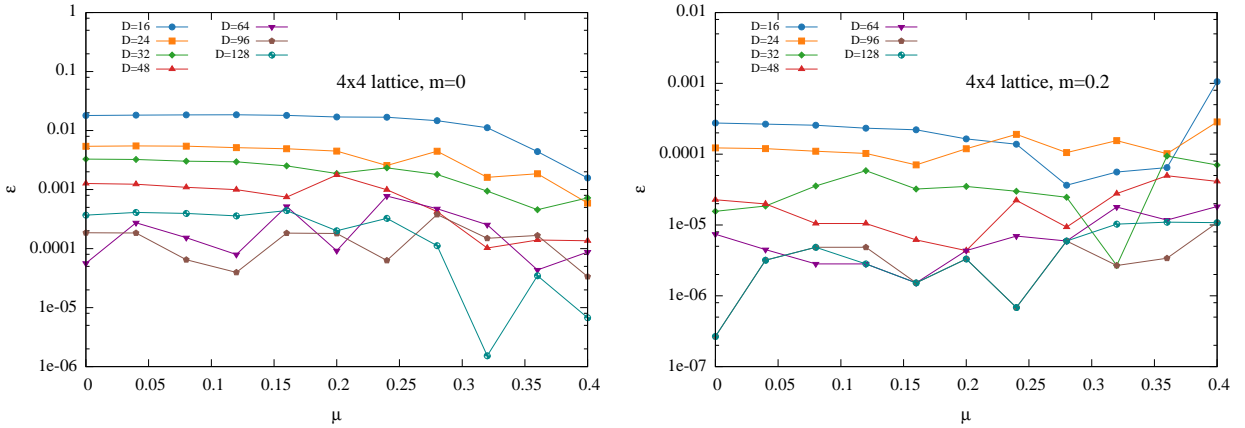 D=16
D=24
D=32
D=48
D=64
D=96
D=128
4x4 lattice, m=0
ε
1
0.1
0.01
0.001
0.0001
1e-05
1e-06
0 0.05 0.1 0.15 0.2 0.25 0.3 0.35 0.4
μ
D=16
D=24
D=32
D=48
D=64
D=96
D=128
4x4 lattice, m=0.2
ε
0.01
0.001
0.0001
1e-05
1e-06
1e-07
0 0.05 0.1 0.15 0.2 0.25 0.3 0.35 0.4
μ